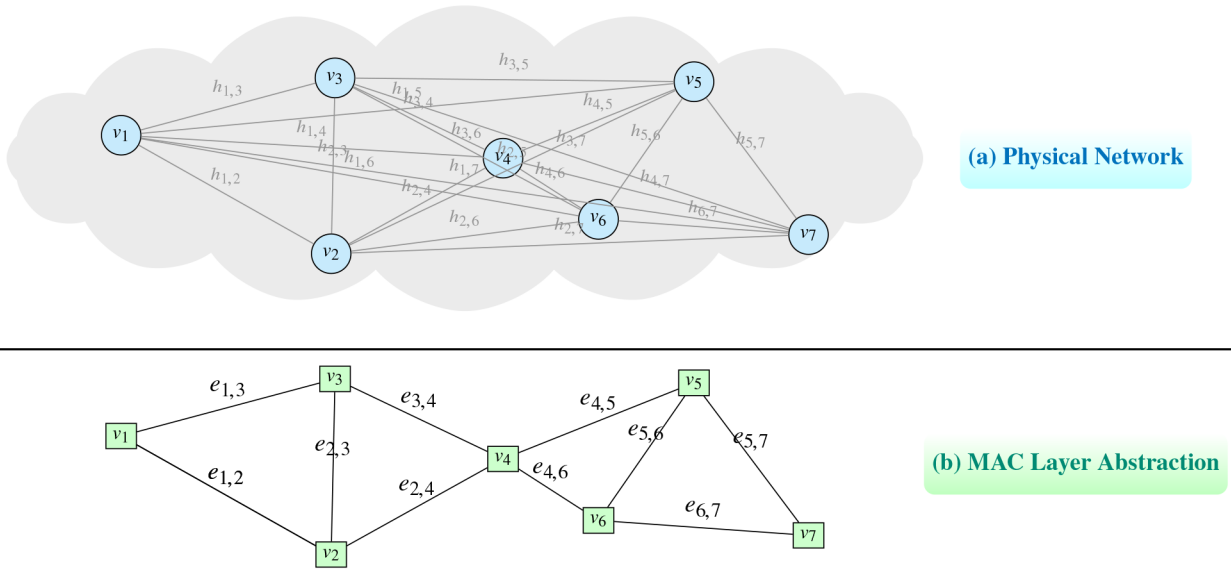 h3,5
v3
v5
h1,3
h1,5
h3,4
h4,5
v1
h1,4
h3,6
h3,7
h5,6
h5,7
h2,3
h1,6
v4
h1,7
h4,6
h1,2
h2,4
h4,7
h6,7
h2,6
v6
h2,7
v7
v2
(a) Physical Network
v3
e1,3
e3,4
v5
e4,5
v1
e2,3
e5,6
e5,7
v4
e1,2
e2,4
e4,6
v6
e6,7
v7
v2
(b) MAC Layer Abstraction